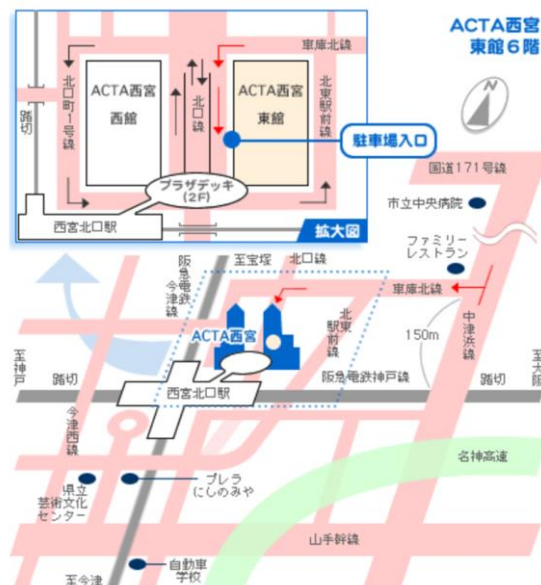 ACTA西宮
東館6階
車庫北線
北口町1号線
ACTA西宮
西館
北口線
ACTA西宮
東館
北東駅前線
踏切
駐車場入口
プラザデッキ
(2F)
西宮北口駅
拡大図
国道171号線
市立中央病院
ファミリー
レストラン
阪急電鉄
今津線
至宝塚
北口線
車庫北線
ACTA西宮
北東駅前線
中津浜線
150m
至神戸
踏切
西宮北口駅
阪急電鉄神戸線
踏切
至大阪
今津西線
名神高速
県立
芸術文化
センター
プレラ
にしのみや
山手幹線
自動車
学校
至今津